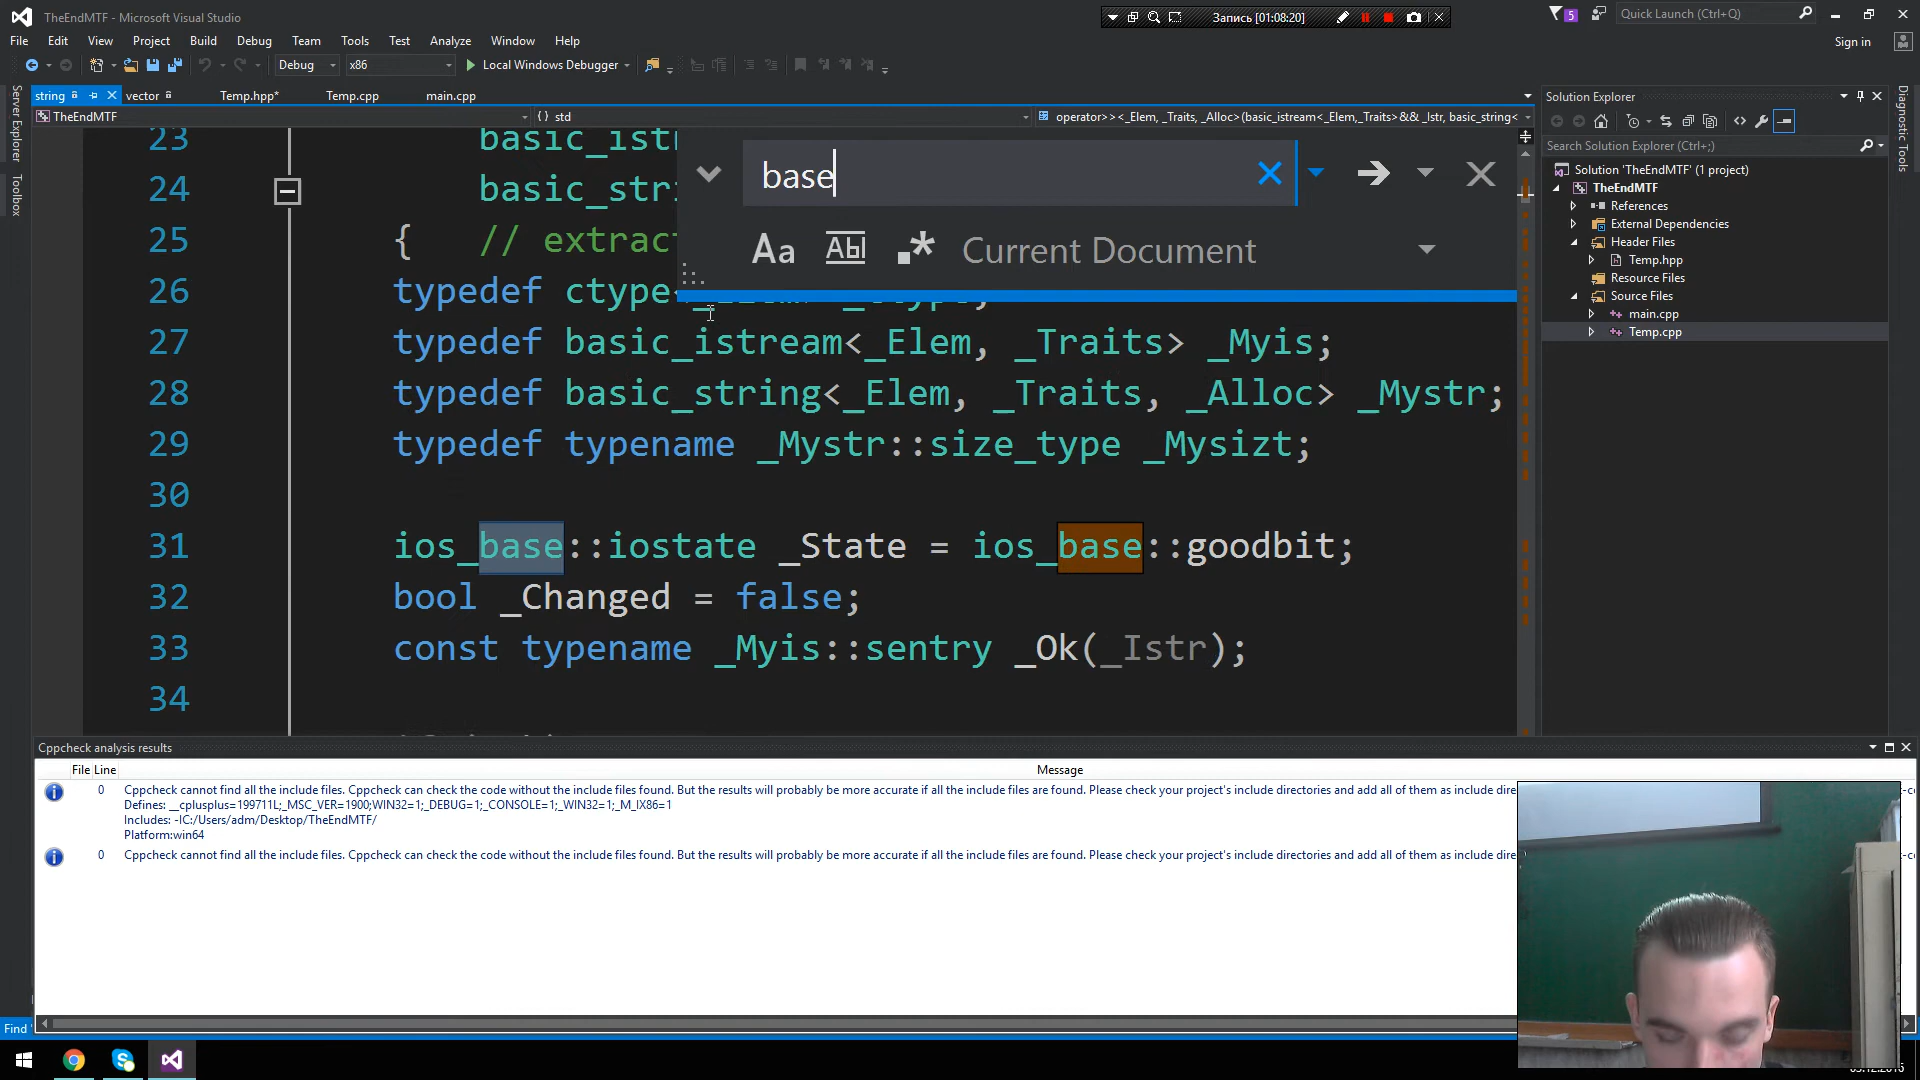 TheEndMTF - Microsoft Visual Studio
Запись [01:08:20]
5
Quick Launch (Ctrl+Q)
File Edit View Project Build Debug Team Tools Test Analyze Window Help
Sign in
Debug x86 Local Windows Debugger
string vector Temp.hpp* Temp.cpp main.cpp
TheEndMTF
std
operator>><_Elem, _Traits, _Alloc>(basic_istream<_Elem,_Traits>&& _Istr, basic_string<
Server Explorer
Toolbox
Diagnostic Tools
base
Aa Abl .* Current Document
23 basic_ist
24 basic_str
25 { // extract
26 typedef ctype
27 typedef basic_istream<_Elem, _Traits> _Myis;
28 typedef basic_string<_Elem, _Traits, _Alloc> _Mystr;
29 typedef typename _Mystr::size_type _Mysizt;
30
31 ios_base::iostate _State = ios_base::goodbit;
32 bool _Changed = false;
33 const typename _Myis::sentry _Ok(_Istr);
34
Solution Explorer
Search Solution Explorer (Ctrl+;)
Solution 'TheEndMTF' (1 project)
TheEndMTF
References
External Dependencies
Header Files
Temp.hpp
Resource Files
Source Files
main.cpp
Temp.cpp
Cppcheck analysis results
File Line Message
0 Cppcheck cannot find all the include files. Cppcheck can check the code without the include files found. But the results will probably be more accurate if all the include files are found. Please check your project's include directories and add all of them as include dire
Defines: __cplusplus=199711L;_MSC_VER=1900;WIN32=1;_DEBUG=1;_CONSOLE=1;_WIN32=1;_M_IX86=1
Includes: -IC:/Users/adm/Desktop/TheEndMTF/
Platform:win64
0 Cppcheck cannot find all the include files. Cppcheck can check the code without the include files found. But the results will probably be more accurate if all the include files are found. Please check your project's include directories and add all of them as include dire
Find